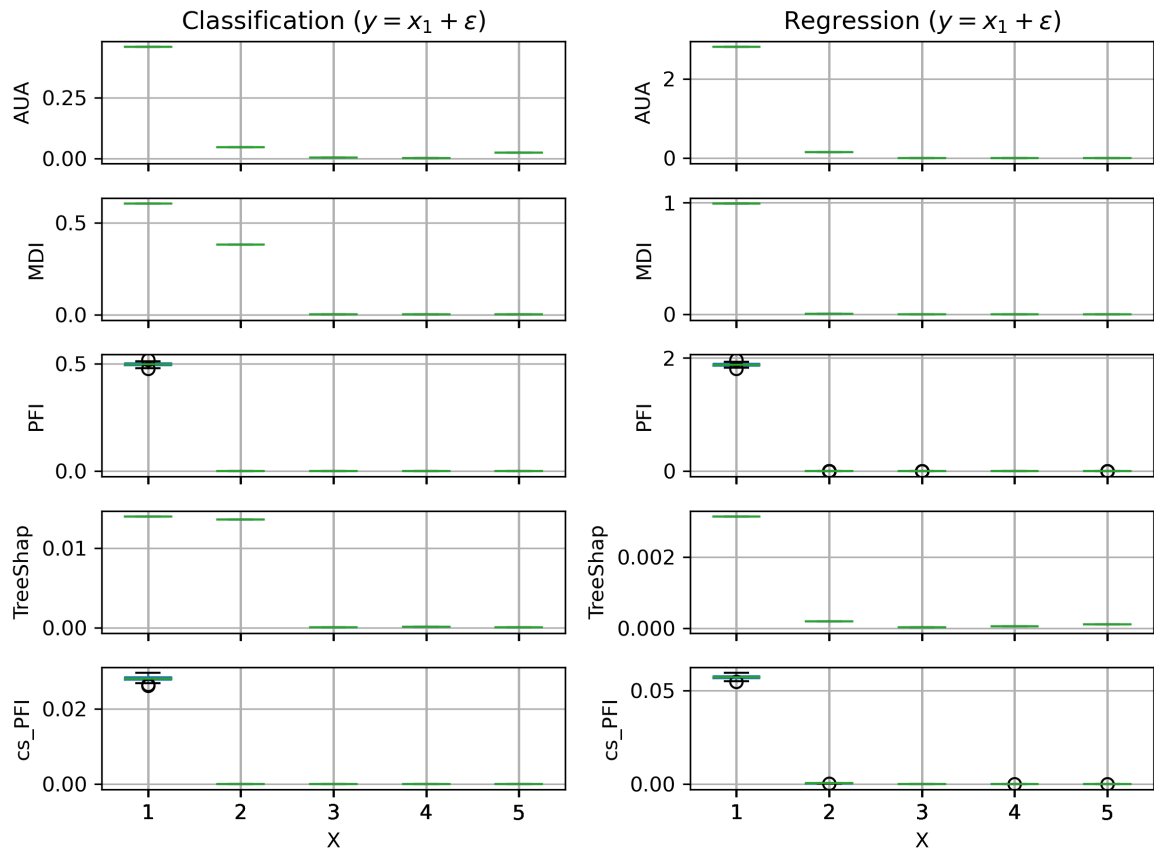 Classification (y = x₁ + ε)
Regression (y = x₁ + ε)
AUA
0.25
0.00
AUA
2
0
MDI
0.5
0.0
MDI
1
0
PFI
0.5
0.0
PFI
2
0
TreeShap
0.01
0.00
TreeShap
0.002
0.000
cs_PFI
0.02
0.00
cs_PFI
0.05
0.00
1 2 3 4 5
X
1 2 3 4 5
X